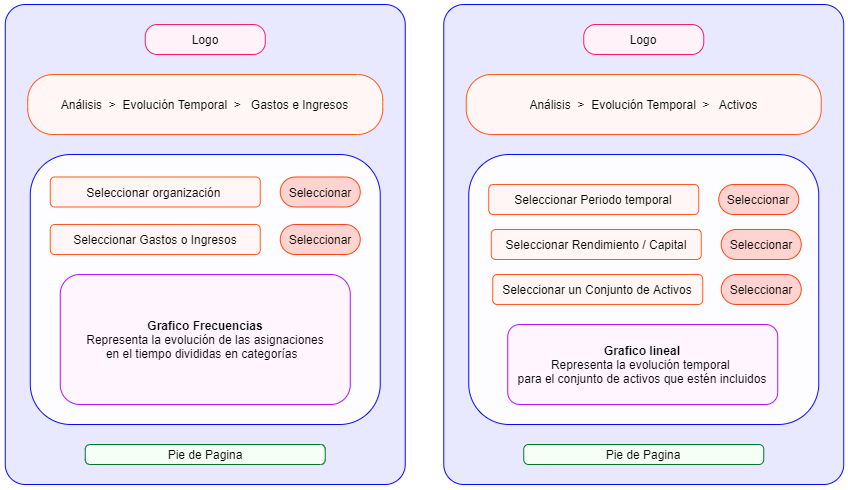 Logo
Análisis > Evolución Temporal > Gastos e Ingresos
Seleccionar organización
Seleccionar
Seleccionar Gastos o Ingresos
Seleccionar
Grafico Frecuencias
Representa la evolución de las asignaciones
en el tiempo divididas en categorías
Pie de Pagina
Logo
Análisis > Evolución Temporal > Activos
Seleccionar Periodo temporal
Seleccionar
Seleccionar Rendimiento / Capital
Seleccionar
Seleccionar un Conjunto de Activos
Seleccionar
Grafico lineal
Representa la evolución temporal
para el conjunto de activos que estén incluidos
Pie de Pagina